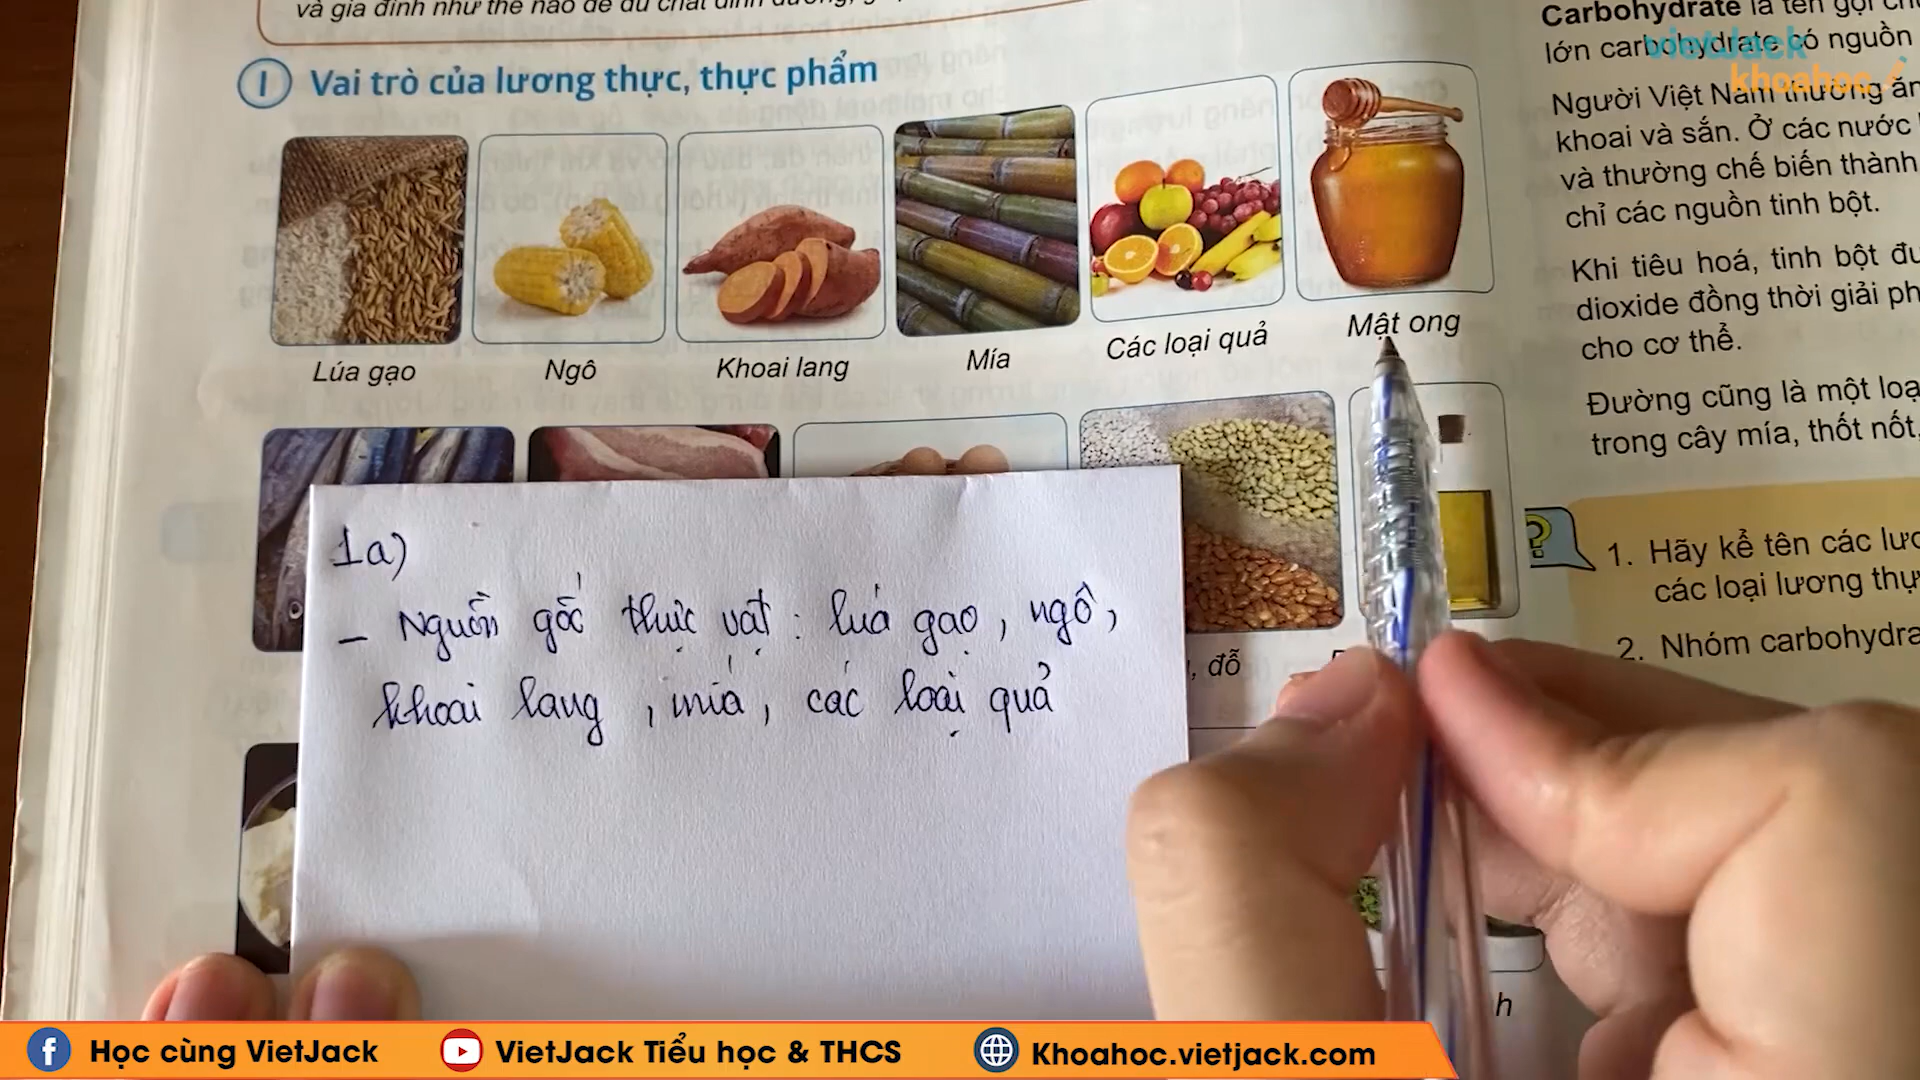 và gia đình như thế nào để đủ chất dinh dưỡng,
I Vai trò của lương thực, thực phẩm
Lúa gạo
Ngô
Khoai lang
Mía
Các loại quả
Mật ong
, đỗ
h
1a)
- Nguồn gốc thực vật : lúa gạo, ngô,
khoai lang, mía, các loại quả
Carbohydrate là tên gọi
lớn carbohydrate có nguồn
Người Việt Nam thường ăn
khoai và sắn. Ở các nước
và thường chế biến thành
chỉ các nguồn tinh bột.
Khi tiêu hoá, tinh bột
dioxide đồng thời giải
cho cơ thể.
Đường cũng là một
trong cây mía, thốt nốt,
?
1. Hãy kể tên các
các loại lương
2. Nhóm
vietJack
khoahoc
Học cùng VietJack
VietJack Tiểu học & THCS
Khoahoc.vietjack.com